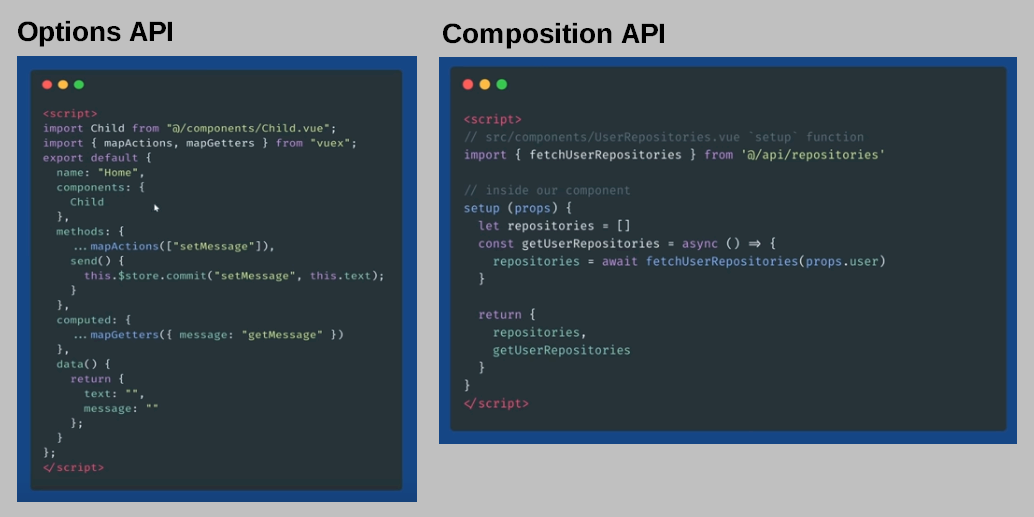 Options API
<script>
import Child from "@/components/Child.vue";
import { mapActions, mapGetters } from "vuex";
export default {
  name: "Home",
  components: {
    Child
  },
  methods: {
    ...mapActions(["setMessage"]),
    send() {
      this.$store.commit("setMessage", this.text);
    }
  },
  computed: {
    ...mapGetters({ message: "getMessage" })
  },
  data() {
    return {
      text: "",
      message: ""
    };
  }
};
</script>
Composition API
<script>
// src/components/UserRepositories.vue `setup` function
import { fetchUserRepositories } from '@/api/repositories'

// inside our component
setup (props) {
  let repositories = []
  const getUserRepositories = async () => {
    repositories = await fetchUserRepositories(props.user)
  }

  return {
    repositories,
    getUserRepositories
  }
}
</script>